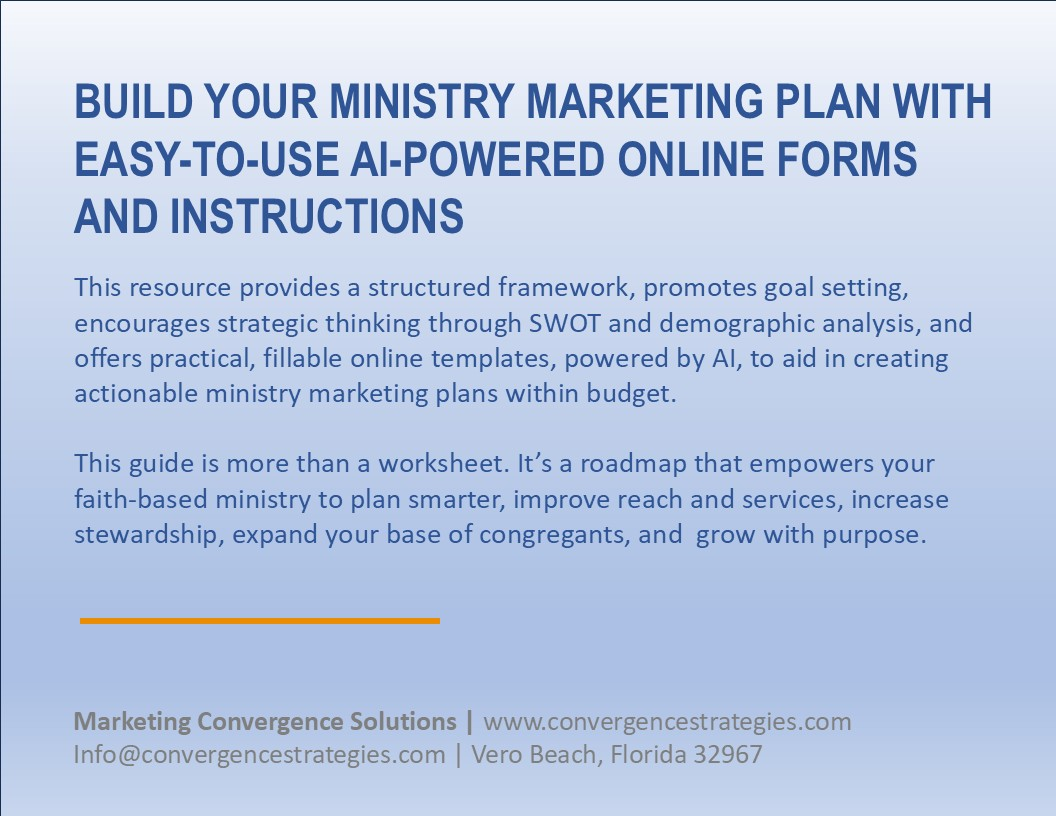 BUILD YOUR MINISTRY MARKETING PLAN WITH
EASY-TO-USE AI-POWERED ONLINE FORMS
AND INSTRUCTIONS
This resource provides a structured framework, promotes goal setting,
encourages strategic thinking through SWOT and demographic analysis, and
offers practical, fillable online templates, powered by AI, to aid in creating
actionable ministry marketing plans within budget.
This guide is more than a worksheet. It’s a roadmap that empowers your
faith-based ministry to plan smarter, improve reach and services, increase
stewardship, expand your base of congregants, and  grow with purpose.
Marketing Convergence Solutions | www.convergencestrategies.com
Info@convergencestrategies.com | Vero Beach, Florida 32967